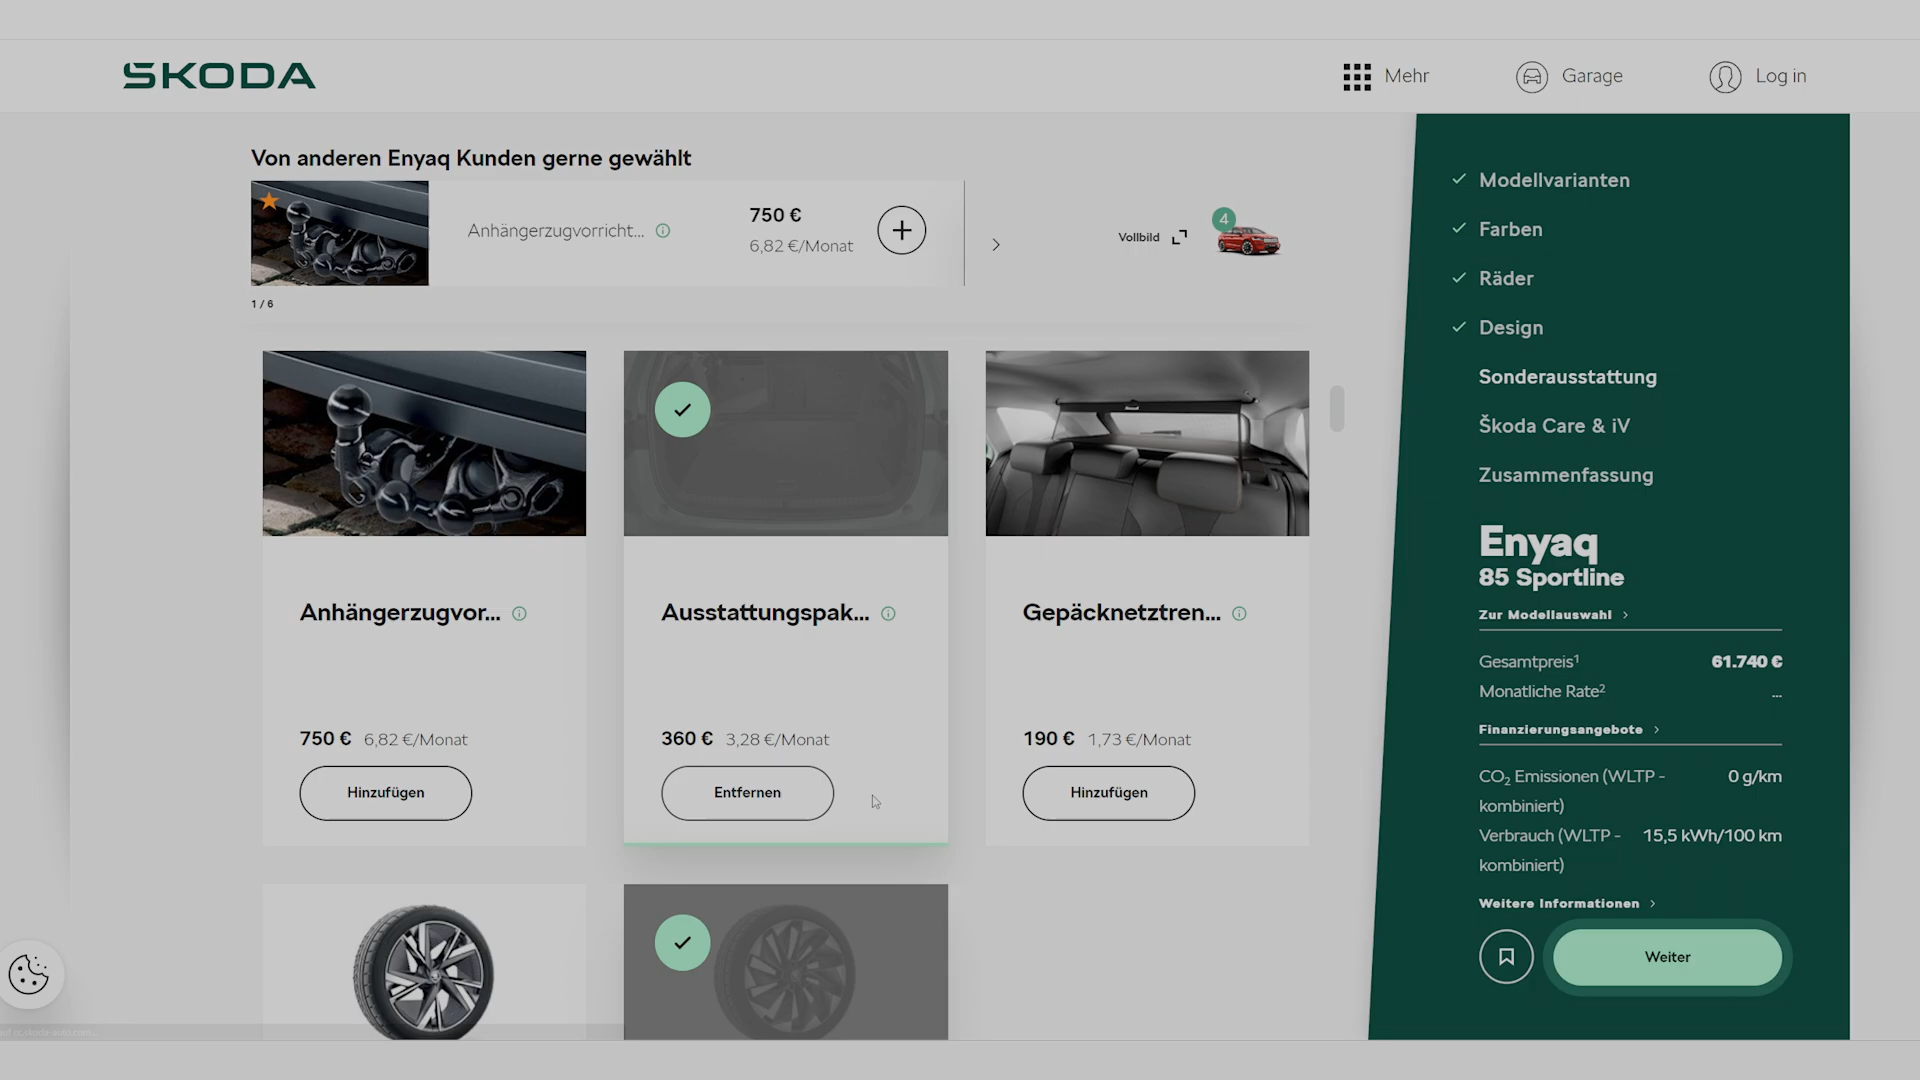 ŠKODA
Mehr
Garage
Log in
Von anderen Enyaq Kunden gerne gewählt
Anhängerzugvorricht...
750 €
6,82 €/Monat
1 / 6
Vollbild
4
Anhängerzugvor...
750 € 6,82 €/Monat
Hinzufügen
Ausstattungspak...
360 € 3,28 €/Monat
Entfernen
Gepäcknetztren...
190 € 1,73 €/Monat
Hinzufügen
Modellvarianten
Farben
Räder
Design
Sonderausstattung
Škoda Care & iV
Zusammenfassung
Enyaq
85 Sportline
Zur Modellauswahl
Gesamtpreis¹ 61.740 €
Monatliche Rate² ...
Finanzierungsangebote
CO₂ Emissionen (WLTP - 0 g/km
kombiniert)
Verbrauch (WLTP - 15,5 kWh/100 km
kombiniert)
Weitere Informationen
Weiter